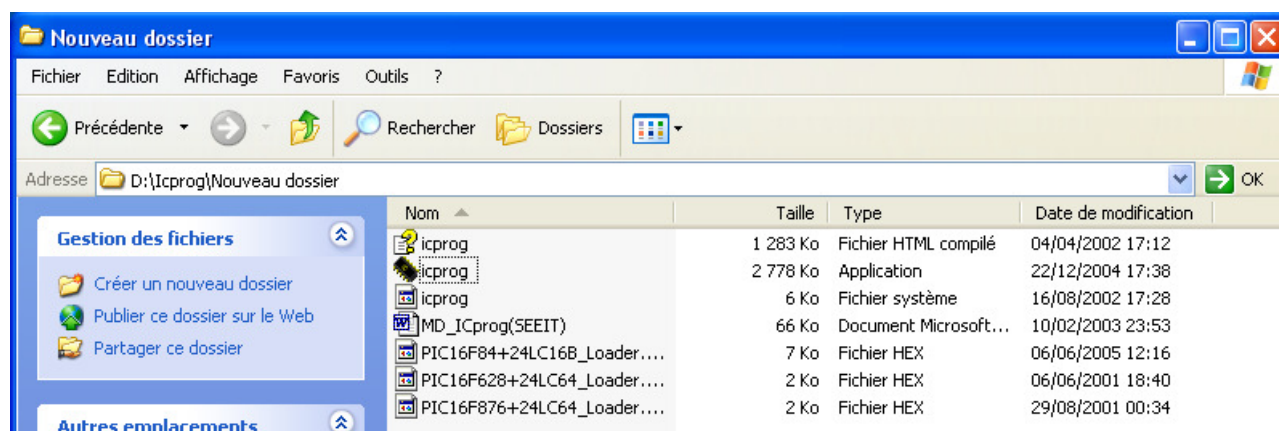 Nouveau dossier
Fichier Edition Affichage Favoris Outils ?
Précédente Rechercher Dossiers
Adresse D:\Icprog\Nouveau dossier OK
Nom Taille Type Date de modification
Gestion des fichiers
Créer un nouveau dossier
Publier ce dossier sur le Web
Partager ce dossier
Autres emplacements
icprog 1 283 Ko Fichier HTML compilé 04/04/2002 17:12
icprog 2 778 Ko Application 22/12/2004 17:38
icprog 6 Ko Fichier système 16/08/2002 17:28
MD_ICprog(SEEIT) 66 Ko Document Microsoft... 10/02/2003 23:53
PIC16F84+24LC16B_Loader.... 7 Ko Fichier HEX 06/06/2005 12:16
PIC16F628+24LC64_Loader.... 2 Ko Fichier HEX 06/06/2001 18:40
PIC16F876+24LC64_Loader.... 2 Ko Fichier HEX 29/08/2001 00:34